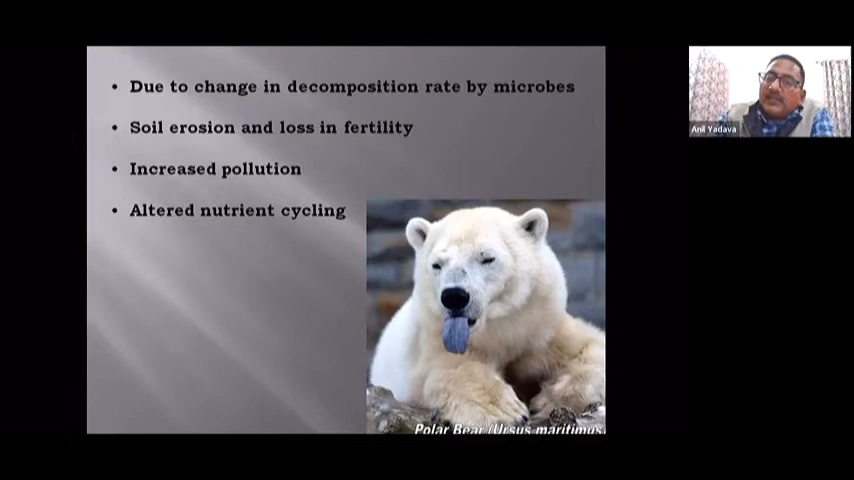 • Due to change in decomposition rate by microbes
• Soil erosion and loss in fertility
• Increased pollution
• Altered nutrient cycling
Polar Bear (Ursus maritimus
Anil Yadava